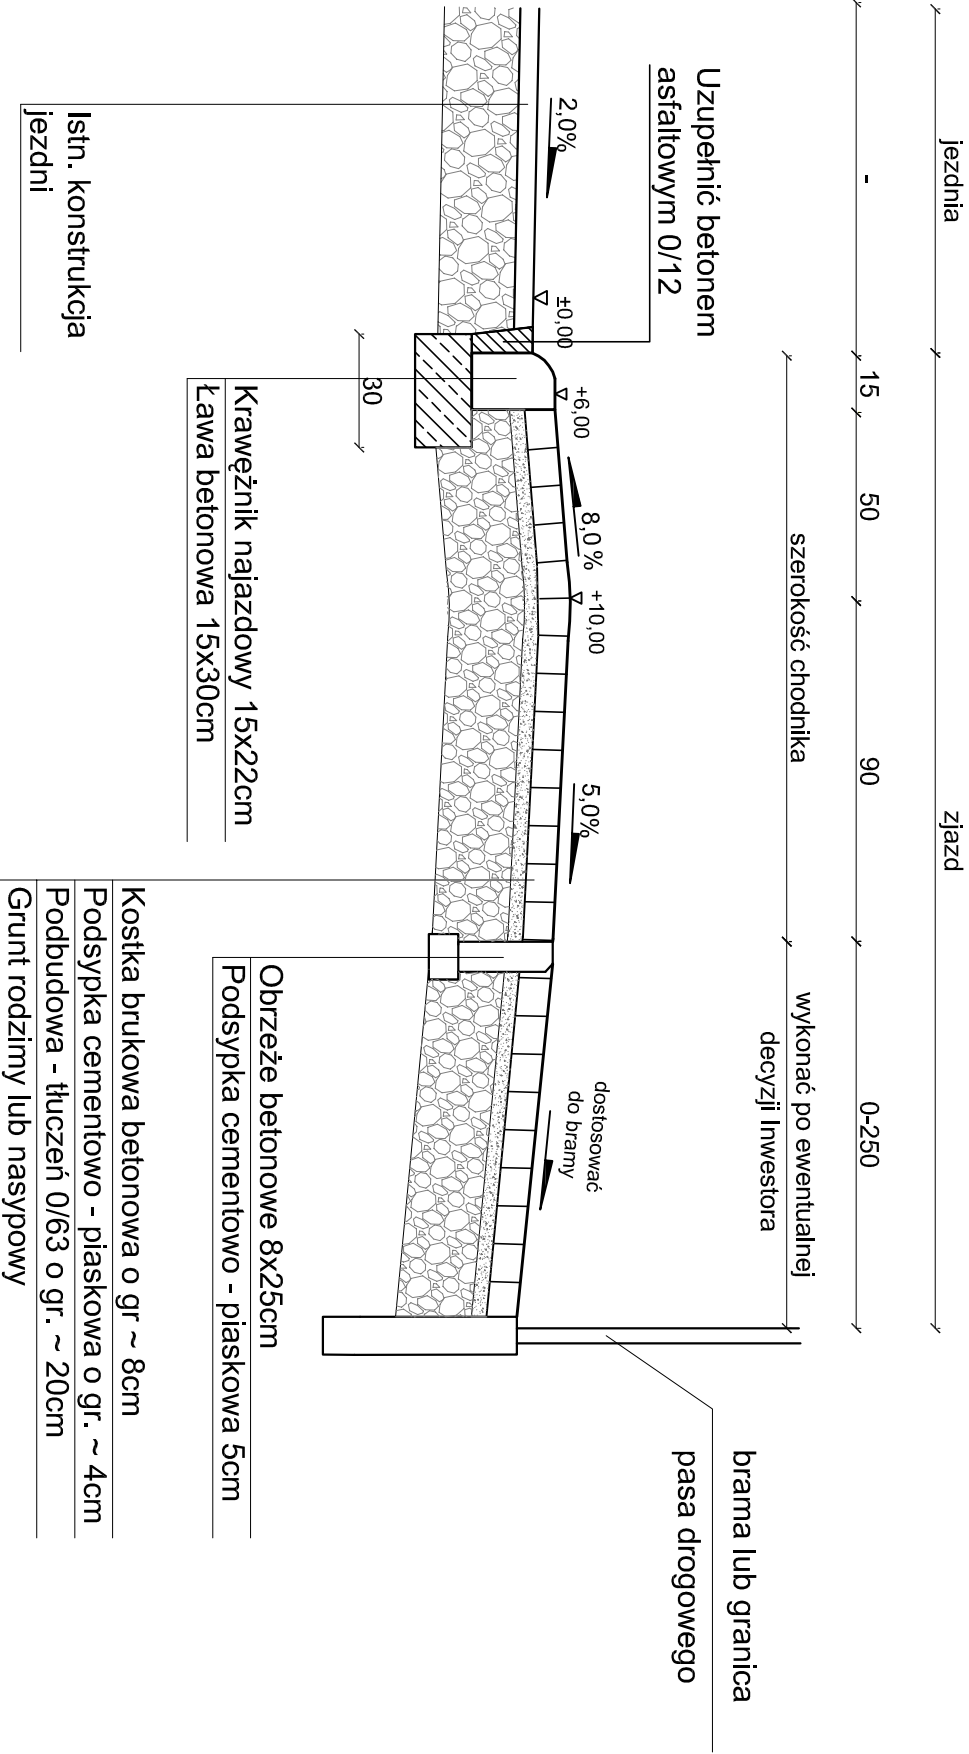 jezdnia
zjazd
-
15
50
90
0-250
szerokość chodnika
wykonać po ewentualnej
decyzji Inwestora
Uzupełnić betonem
asfaltowym 0/12
brama lub granica
pasa drogowego
2,0%
±0,00
+6,00
8,0 %
+10,00
5,0%
dostosować
do bramy
30
Istn. konstrukcja
jezdni
Krawężnik najazdowy 15x22cm
Ława betonowa 15x30cm
Obrzeże betonowe 8x25cm
Podsypka cementowo - piaskowa 5cm
Kostka brukowa betonowa o gr ~ 8cm
Podsypka cementowo - piaskowa o gr. ~ 4cm
Podbudowa - tłuczeń 0/63 o gr. ~ 20cm
Grunt rodzimy lub nasypowy